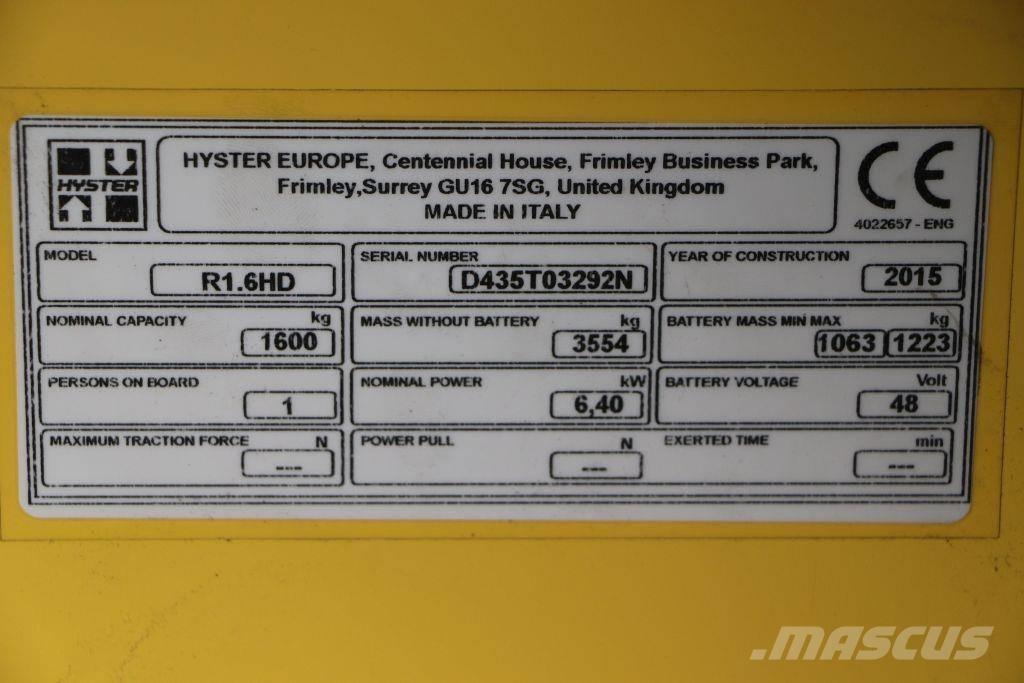 HYSTER
HYSTER EUROPE, Centennial House, Frimley Business Park,
Frimley,Surrey GU16 7SG, United Kingdom
MADE IN ITALY
CE
4022657 - ENG
MODEL
R1.6HD
SERIAL NUMBER
D435T03292N
YEAR OF CONSTRUCTION
2015
NOMINAL CAPACITY kg
1600
MASS WITHOUT BATTERY kg
3554
BATTERY MASS MIN MAX kg
1063 1223
PERSONS ON BOARD
1
NOMINAL POWER kW
6,40
BATTERY VOLTAGE Volt
48
MAXIMUM TRACTION FORCE N
---
POWER PULL N
---
EXERTED TIME min
---
MASCUS